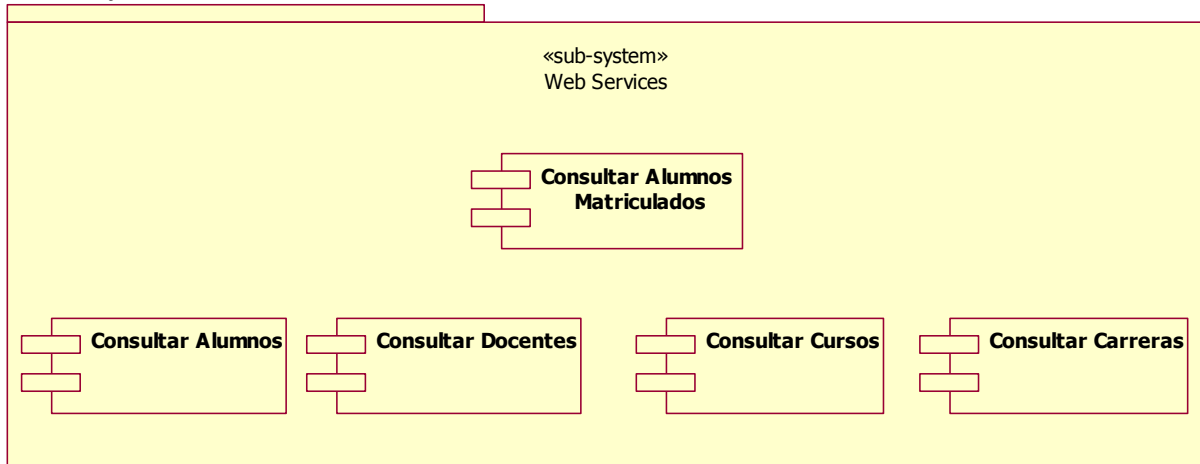 «sub-system»
Web Services
Consultar Alumnos
Matriculados
Consultar Alumnos
Consultar Docentes
Consultar Cursos
Consultar Carreras